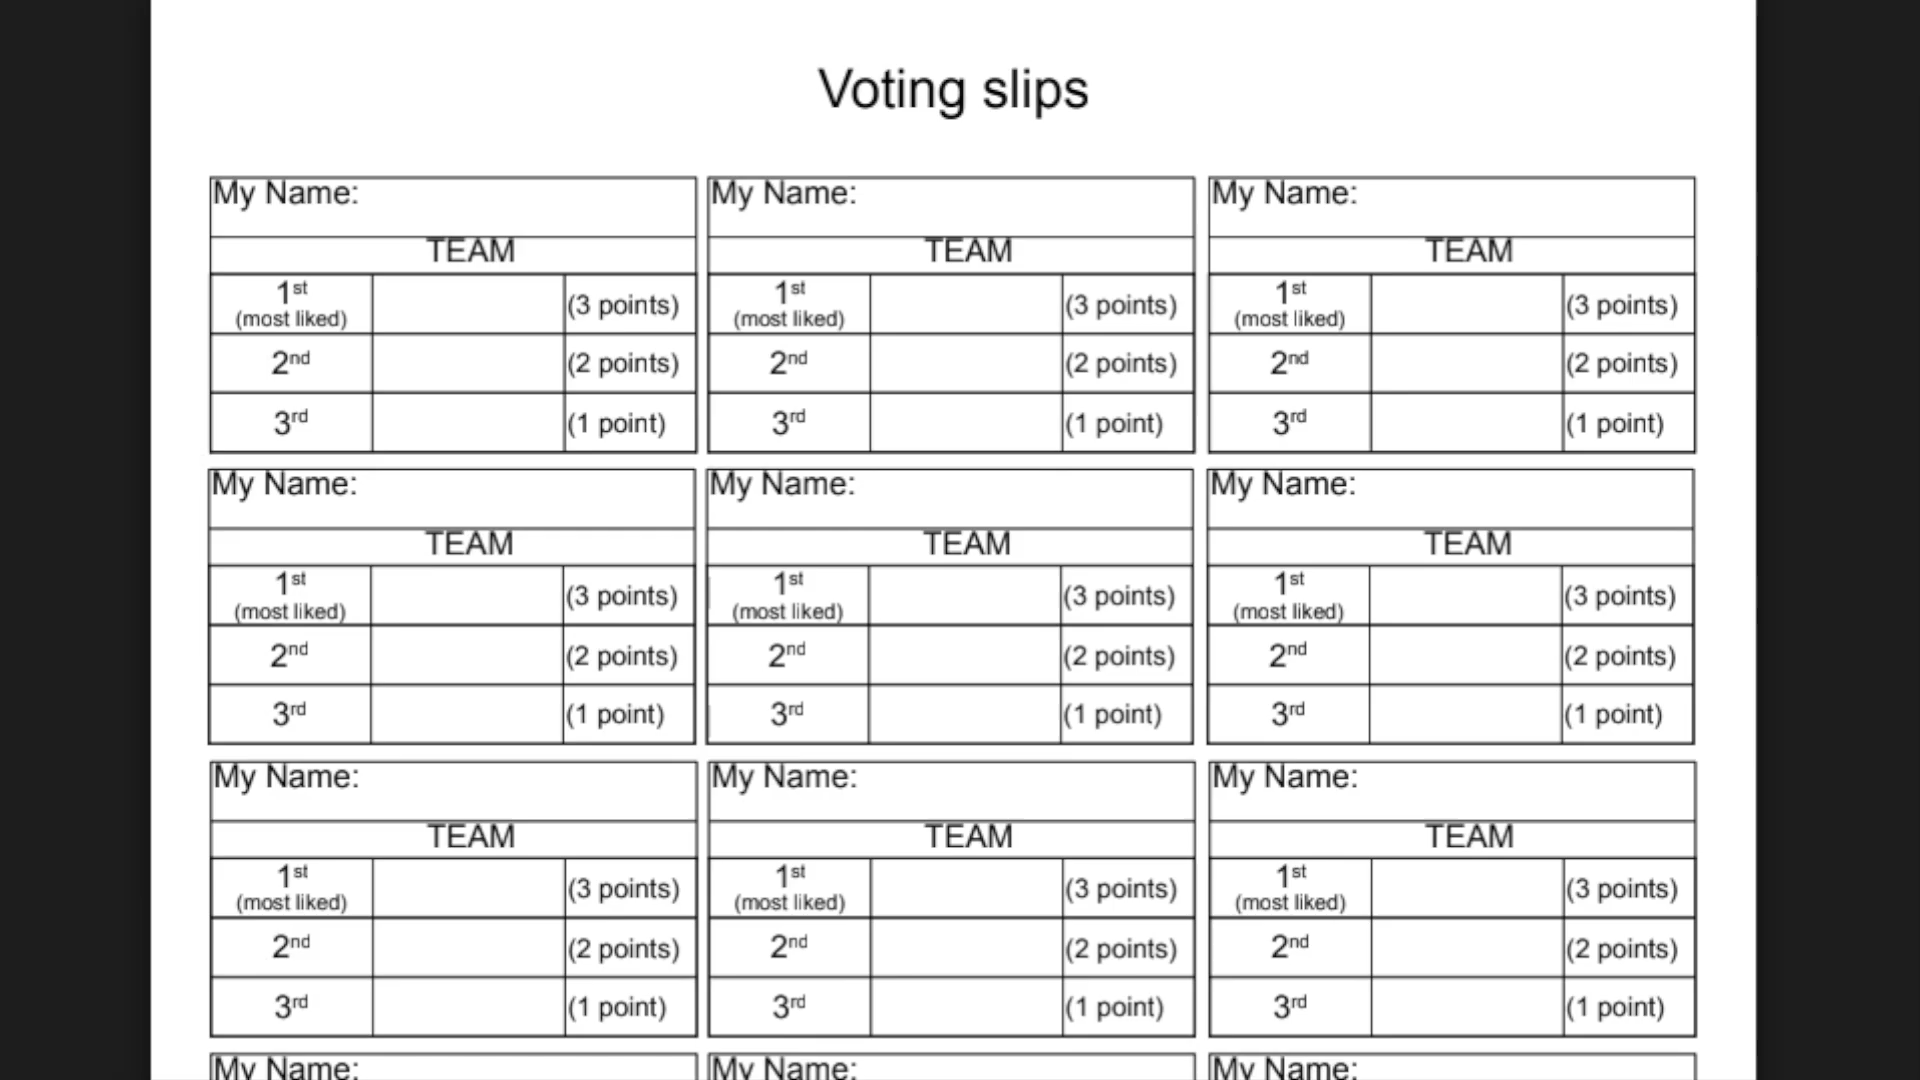 Voting slips
My Name: My Name: My Name:
TEAM TEAM TEAM
1st (3 points) 1st (3 points) 1st (3 points)
(most liked) (most liked) (most liked)
2nd (2 points) 2nd (2 points) 2nd (2 points)
3rd (1 point) 3rd (1 point) 3rd (1 point)
My Name: My Name: My Name:
TEAM TEAM TEAM
1st (3 points) 1st (3 points) 1st (3 points)
(most liked) (most liked) (most liked)
2nd (2 points) 2nd (2 points) 2nd (2 points)
3rd (1 point) 3rd (1 point) 3rd (1 point)
My Name: My Name: My Name:
TEAM TEAM TEAM
1st (3 points) 1st (3 points) 1st (3 points)
(most liked) (most liked) (most liked)
2nd (2 points) 2nd (2 points) 2nd (2 points)
3rd (1 point) 3rd (1 point) 3rd (1 point)
My Name: My Name: My Name: